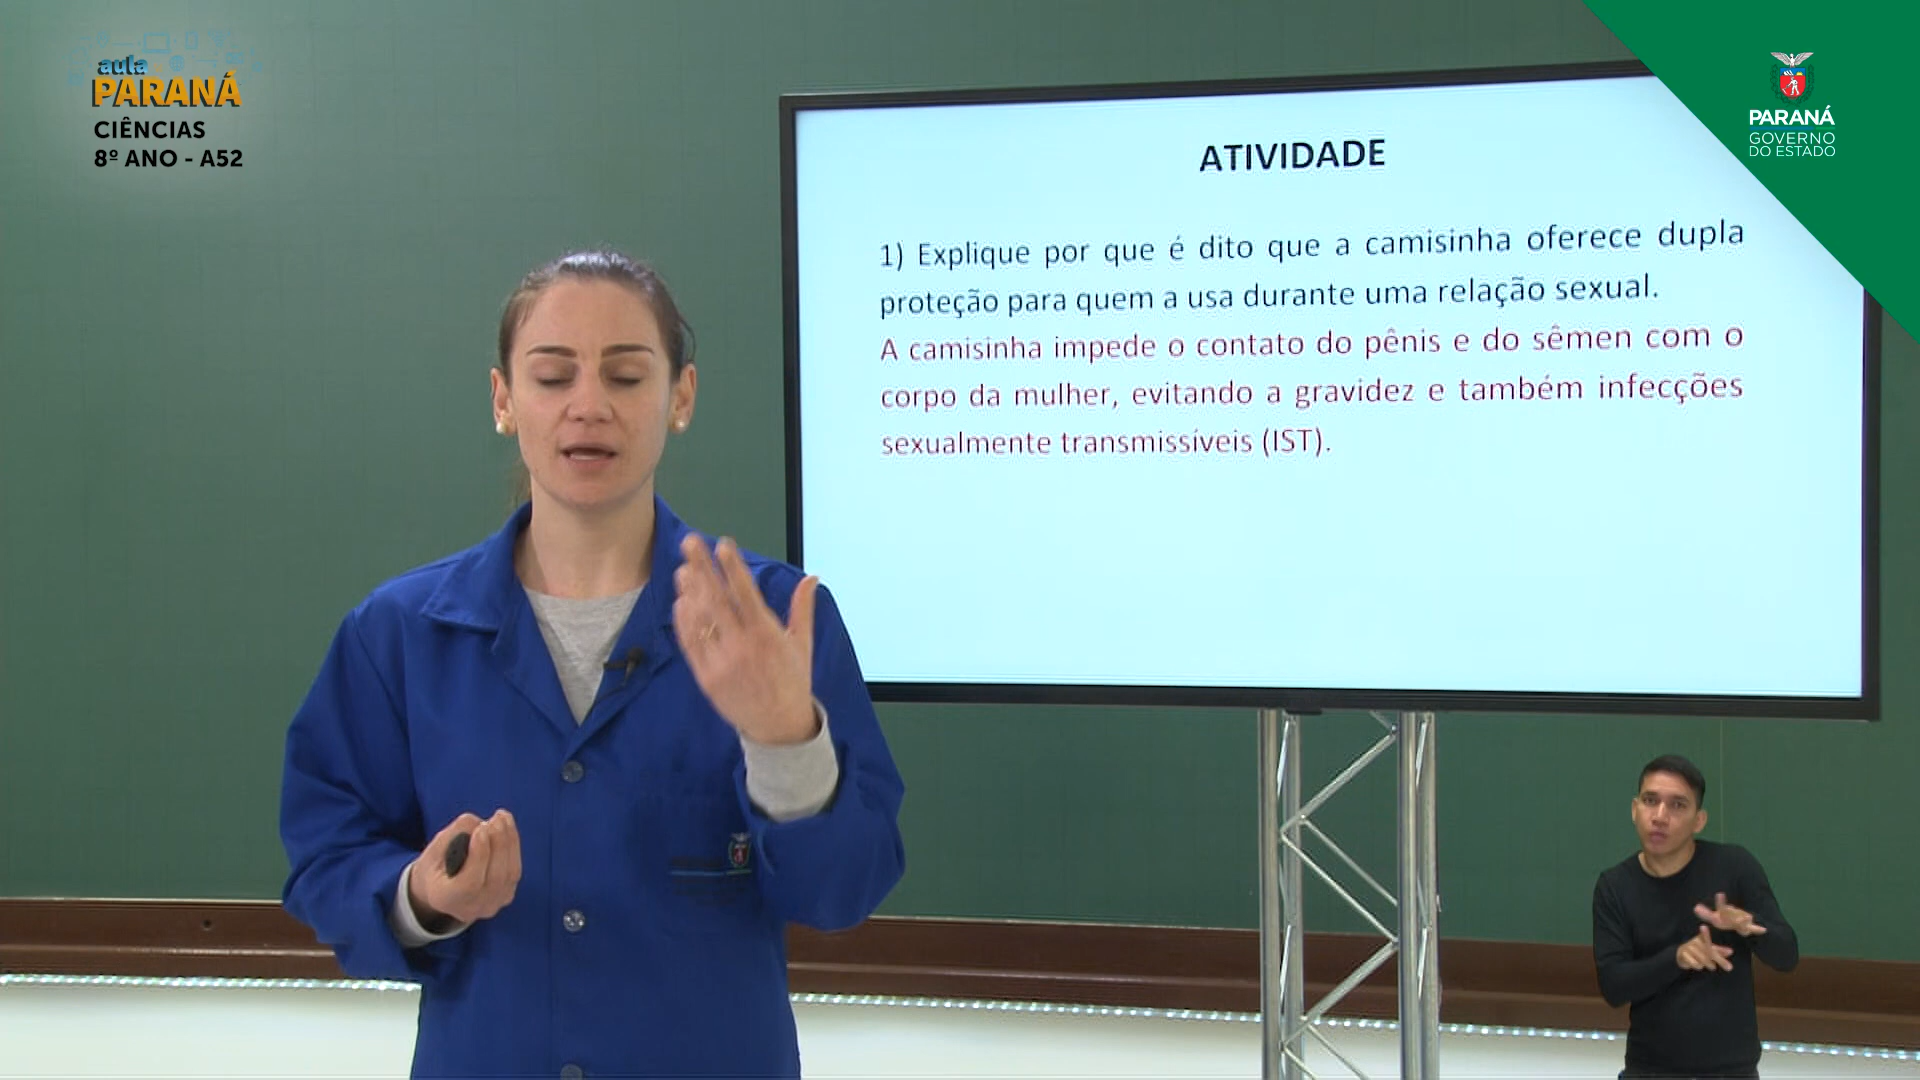 aula
PARANÁ
CIÊNCIAS
8º ANO - A52
PARANÁ
GOVERNO
DO ESTADO
ATIVIDADE
1) Explique por que é dito que a camisinha oferece dupla
proteção para quem a usa durante uma relação sexual.
A camisinha impede o contato do pênis e do sêmen com o
corpo da mulher, evitando a gravidez e também infecções
sexualmente transmissíveis (IST).